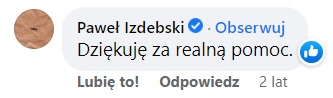 Paweł Izdebski · Obserwuj
Dziękuję za realną pomoc.
Lubię to! Odpowiedz 2 lat